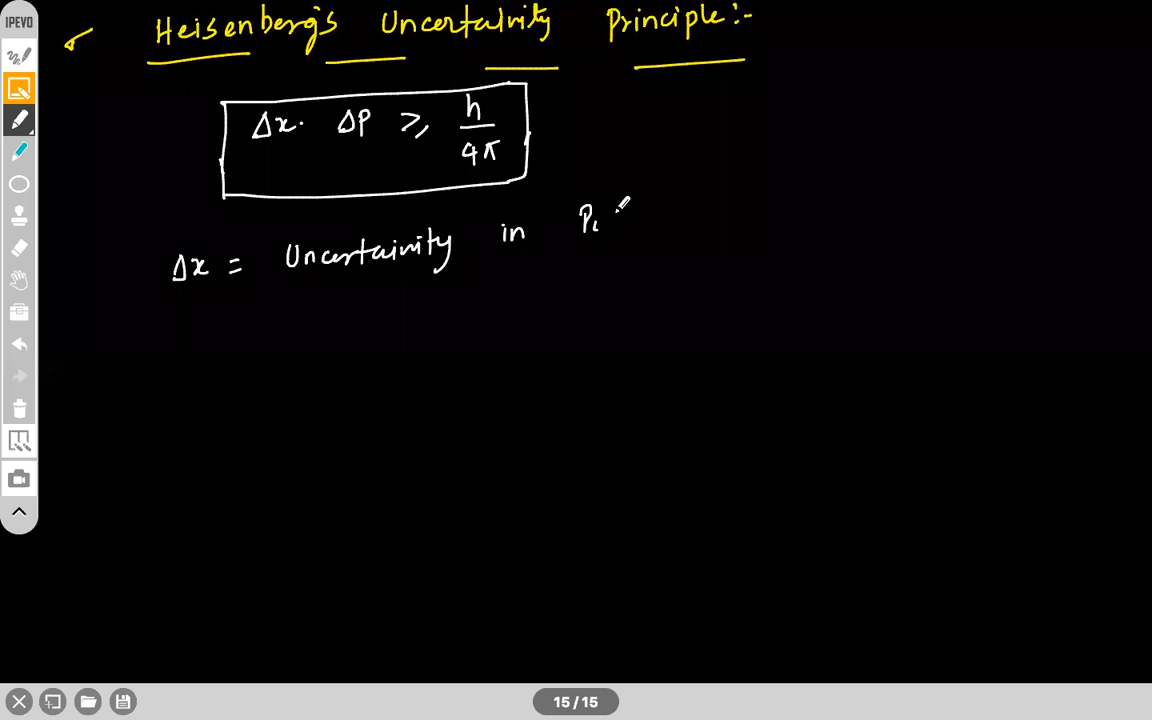 IPEVO
Heisenberg's Uncertainity Principle:-
Δx. ΔP ≥ h/4π
Δx = Uncertainity in
15 / 15